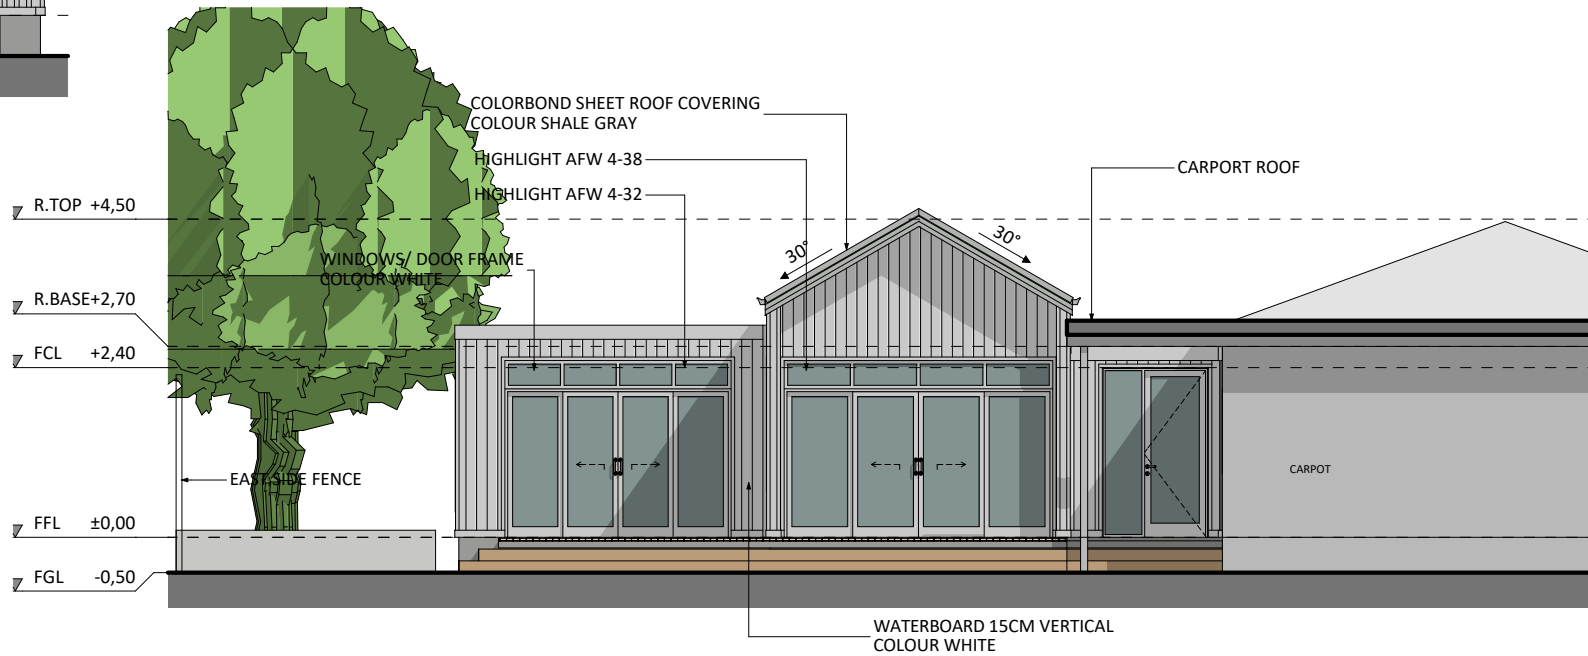 COLORBOND SHEET ROOF COVERING
COLOUR SHALE GRAY
HIGHLIGHT AFW 4-38
HIGHLIGHT AFW 4-32
CARPORT ROOF
R.TOP +4,50
30°
30°
WINDOWS/ DOOR FRAME
COLOUR WHITE
R.BASE+2,70
FCL +2,40
EAST SIDE FENCE
CARPOT
FFL ±0,00
FGL -0,50
WATERBOARD 15CM VERTICAL
COLOUR WHITE